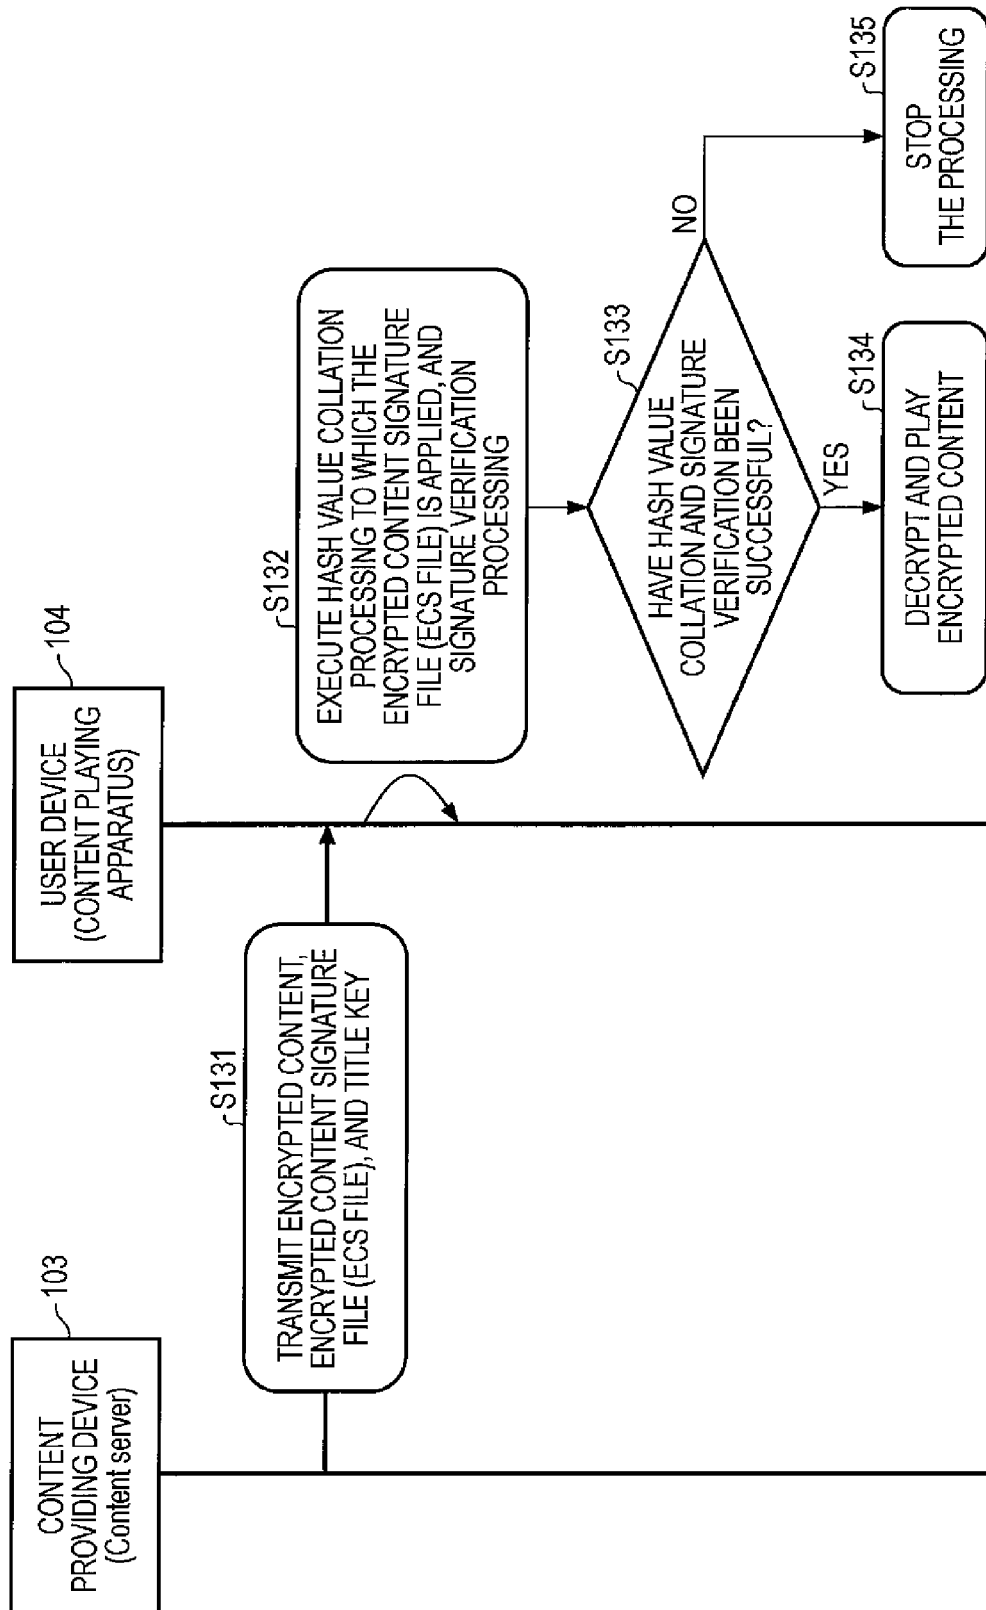 CONTENT
PROVIDING DEVICE
(Content server)
103
USER DEVICE
(CONTENT PLAYING
APPARATUS)
104
S131
TRANSMIT ENCRYPTED CONTENT,
ENCRYPTED CONTENT SIGNATURE
FILE (ECS FILE), AND TITLE KEY
S132
EXECUTE HASH VALUE COLLATION
PROCESSING TO WHICH THE
ENCRYPTED CONTENT SIGNATURE
FILE (ECS FILE) IS APPLIED, AND
SIGNATURE VERIFICATION
PROCESSING
S133
HAVE HASH VALUE
COLLATION AND SIGNATURE
VERIFICATION BEEN
SUCCESSFUL?
NO
YES
S134
DECRYPT AND PLAY
ENCRYPTED CONTENT
S135
STOP
THE PROCESSING